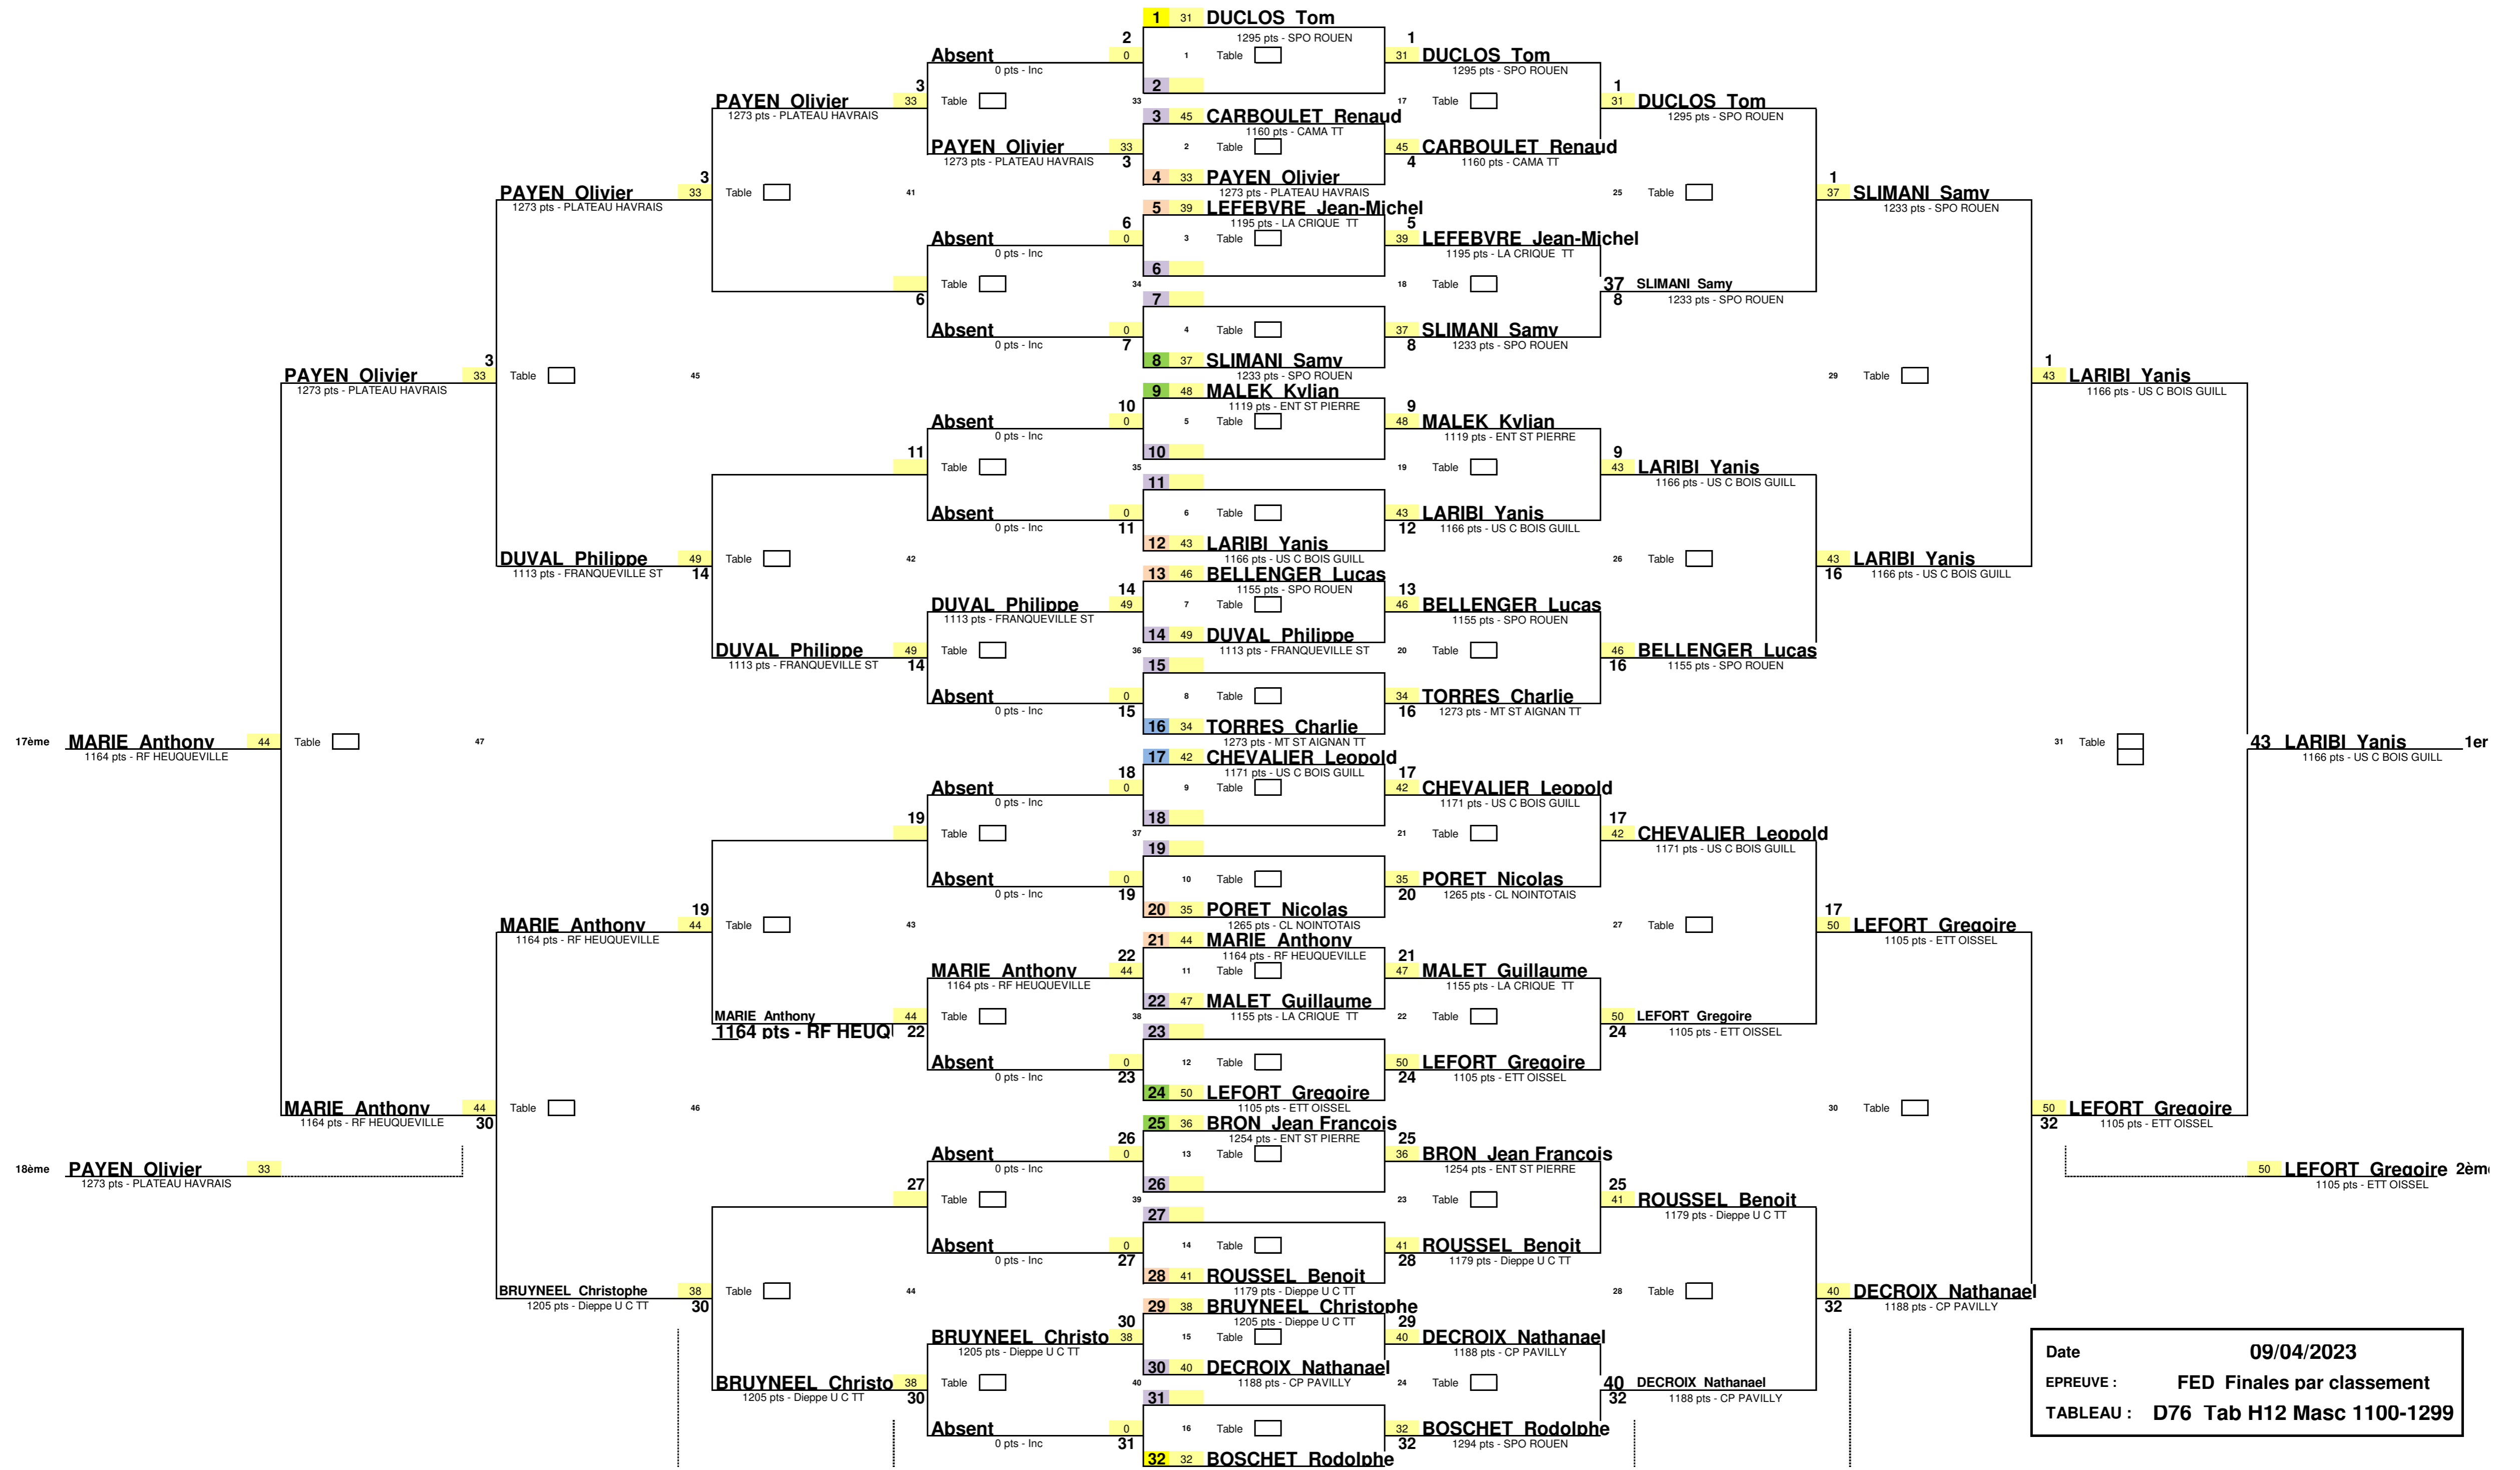 1 31 DUCLOS Tom
1295 pts - SPO ROUEN
1 Table
2
3 45 CARBOULET Renaud
1160 pts - CAMA TT
2 Table
4 33 PAYEN Olivier
1273 pts - PLATEAU HAVRAIS
5 39 LEFEBVRE Jean-Michel
1195 pts - LA CRIQUE TT
3 Table
6
7
4 Table
8 37 SLIMANI Samy
1233 pts - SPO ROUEN
9 48 MALEK Kylian
1119 pts - ENT ST PIERRE
5 Table
10
11
6 Table
12 43 LARIBI Yanis
1166 pts - US C BOIS GUILL
13 46 BELLENGER Lucas
1155 pts - SPO ROUEN
7 Table
14 49 DUVAL Philippe
1113 pts - FRANQUEVILLE ST
15
8 Table
16 34 TORRES Charlie
1273 pts - MT ST AIGNAN TT
17 42 CHEVALIER Leopold
1171 pts - US C BOIS GUILL
9 Table
18
19
10 Table
20 35 PORET Nicolas
1265 pts - CL NOINTOTAIS
21 44 MARIE Anthony
1164 pts - RF HEUQUEVILLE
11 Table
22 47 MALET Guillaume
1155 pts - LA CRIQUE TT
23
12 Table
24 50 LEFORT Gregoire
1105 pts - ETT OISSEL
25 36 BRON Jean Francois
1254 pts - ENT ST PIERRE
13 Table
26
27
14 Table
28 41 ROUSSEL Benoit
1179 pts - Dieppe U C TT
29 38 BRUYNEEL Christophe
1205 pts - Dieppe U C TT
15 Table
30 40 DECROIX Nathanael
1188 pts - CP PAVILLY
31
16 Table
32 32 BOSCHET Rodolphe
1
31 DUCLOS Tom
1295 pts - SPO ROUEN
17 Table
45 CARBOULET Renaud
4 1160 pts - CAMA TT
5
39 LEFEBVRE Jean-Michel
1195 pts - LA CRIQUE TT
18 Table
37 SLIMANI Samy
8 1233 pts - SPO ROUEN
9
48 MALEK Kylian
1119 pts - ENT ST PIERRE
19 Table
43 LARIBI Yanis
12 1166 pts - US C BOIS GUILL
13
46 BELLENGER Lucas
1155 pts - SPO ROUEN
20 Table
34 TORRES Charlie
16 1273 pts - MT ST AIGNAN TT
17
42 CHEVALIER Leopold
1171 pts - US C BOIS GUILL
21 Table
35 PORET Nicolas
20 1265 pts - CL NOINTOTAIS
21
47 MALET Guillaume
1155 pts - LA CRIQUE TT
22 Table
50 LEFORT Gregoire
24 1105 pts - ETT OISSEL
25
36 BRON Jean Francois
1254 pts - ENT ST PIERRE
23 Table
41 ROUSSEL Benoit
28 1179 pts - Dieppe U C TT
29
40 DECROIX Nathanael
1188 pts - CP PAVILLY
24 Table
32 BOSCHET Rodolphe
32 1294 pts - SPO ROUEN
1
31 DUCLOS Tom
1295 pts - SPO ROUEN
25 Table
37 SLIMANI Samy
8 1233 pts - SPO ROUEN
9
43 LARIBI Yanis
1166 pts - US C BOIS GUILL
26 Table
46 BELLENGER Lucas
16 1155 pts - SPO ROUEN
17
42 CHEVALIER Leopold
1171 pts - US C BOIS GUILL
27 Table
50 LEFORT Gregoire
24 1105 pts - ETT OISSEL
25
41 ROUSSEL Benoit
1179 pts - Dieppe U C TT
28 Table
40 DECROIX Nathanael
32 1188 pts - CP PAVILLY
1
37 SLIMANI Samy
1233 pts - SPO ROUEN
29 Table
43 LARIBI Yanis
16 1166 pts - US C BOIS GUILL
17
50 LEFORT Gregoire
1105 pts - ETT OISSEL
30 Table
40 DECROIX Nathanael
32 1188 pts - CP PAVILLY
1
43 LARIBI Yanis
1166 pts - US C BOIS GUILL
31 Table
50 LEFORT Gregoire
32 1105 pts - ETT OISSEL
43 LARIBI Yanis 1er
1166 pts - US C BOIS GUILL
50 LEFORT Gregoire
1105 pts - ETT OISSEL
2
Absent 0
0 pts - Inc
Table 33
PAYEN Olivier 33
1273 pts - PLATEAU HAVRAIS 3
6
Absent 0
0 pts - Inc
Table 34
Absent 0
0 pts - Inc 7
10
Absent 0
0 pts - Inc
Table 35
Absent 0
0 pts - Inc 11
14
DUVAL Philippe 49
1113 pts - FRANQUEVILLE ST
Table 36
Absent 0
0 pts - Inc 15
18
Absent 0
0 pts - Inc
Table 37
Absent 0
0 pts - Inc 19
22
MARIE Anthony 44
1164 pts - RF HEUQUEVILLE
Table 38
Absent 0
0 pts - Inc 23
26
Absent 0
0 pts - Inc
Table 39
Absent 0
0 pts - Inc 27
30
BRUYNEEL Christo 38
1205 pts - Dieppe U C TT
Table 40
Absent 0
0 pts - Inc 31
3
PAYEN Olivier 33
1273 pts - PLATEAU HAVRAIS
Table 41
6
11
Table 42
DUVAL Philippe 49
1113 pts - FRANQUEVILLE ST 14
19
Table 43
MARIE Anthony 44
1164 pts - RF HEUQ 22
27
Table 44
BRUYNEEL Christo 38
1205 pts - Dieppe U C TT 30
3
PAYEN Olivier 33
1273 pts - PLATEAU HAVRAIS
Table 45
DUVAL Philippe 49
1113 pts - FRANQUEVILLE ST 14
19
MARIE Anthony 44
1164 pts - RF HEUQUEVILLE
Table 46
BRUYNEEL Christophe 38
1205 pts - Dieppe U C TT 30
3
PAYEN Olivier 33
1273 pts - PLATEAU HAVRAIS
Table 47
MARIE Anthony 44
1164 pts - RF HEUQUEVILLE 30
17ème MARIE Anthony 44
1164 pts - RF HEUQUEVILLE
18ème PAYEN Olivier 33
1273 pts - PLATEAU HAVRAIS
Date 09/04/2023
EPREUVE : FED_Finales par classement
TABLEAU : D76_Tab H12 Masc 1100-1299